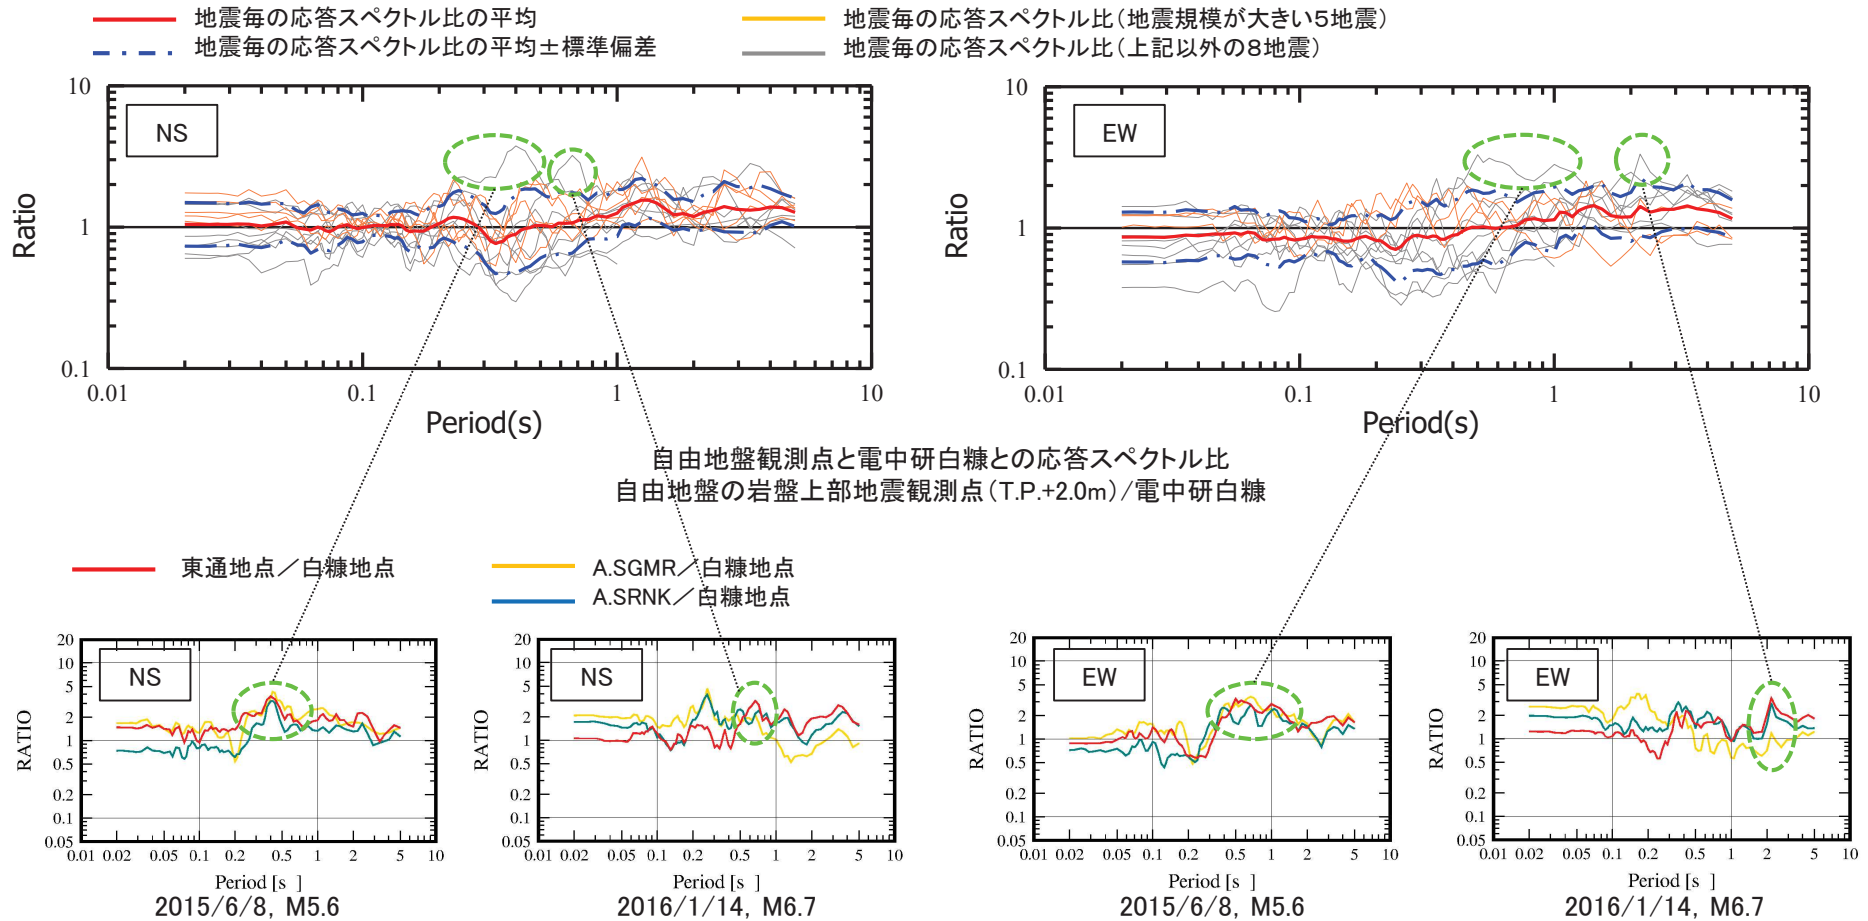 地震毎の応答スペクトル比の平均
地震毎の応答スペクトル比(地震規模が大きい5地震)
地震毎の応答スペクトル比の平均±標準偏差
地震毎の応答スペクトル比(上記以外の8地震)
10
1
0.1
Ratio
NS
0.01
0.1
1
10
Period(s)
10
1
0.1
Ratio
EW
0.01
0.1
1
10
Period(s)
自由地盤観測点と電中研白糠との応答スペクトル比
自由地盤の岩盤上部地震観測点(T.P.+2.0m)/電中研白糠
東通地点/白糠地点
A.SGMR/白糠地点
A.SRNK/白糠地点
20
10
5
2
1
0.5
0.2
0.1
0.05
RATIO
NS
0.01 0.02 0.1 0.2 0.5 1 2 5 10
Period [s ]
2015/6/8, M5.6
20
10
5
2
1
0.5
0.2
0.1
0.05
RATIO
NS
0.01 0.02 0.1 0.2 0.5 1 2 5 10
Period [s ]
2016/1/14, M6.7
20
10
5
2
1
0.5
0.2
0.1
0.05
RATIO
EW
0.01 0.02 0.1 0.2 0.5 1 2 5 10
Period [s ]
2015/6/8, M5.6
20
10
5
2
1
0.5
0.2
0.1
0.05
RATIO
EW
0.01 0.02 0.1 0.2 0.5 1 2 5 10
Period [s ]
2016/1/14, M6.7